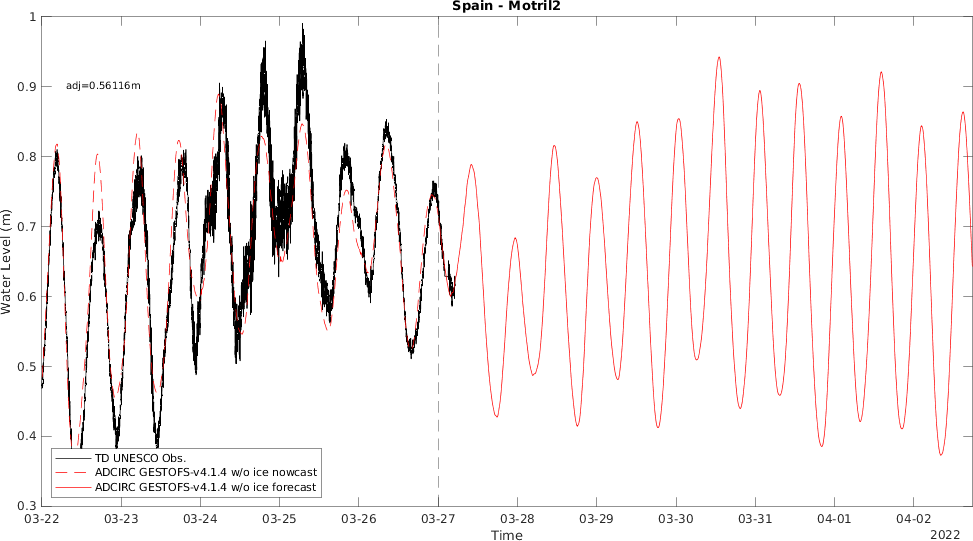 Spain - Motril2
1
0.9
0.8
0.7
0.6
0.5
0.4
0.3
Water Level (m)
adj=0.56116m
TD UNESCO Obs.
ADCIRC GESTOFS-v4.1.4 w/o ice nowcast
ADCIRC GESTOFS-v4.1.4 w/o ice forecast
03-22 03-23 03-24 03-25 03-26 03-27 03-28 03-29 03-30 03-31 04-01 04-02
Time
2022